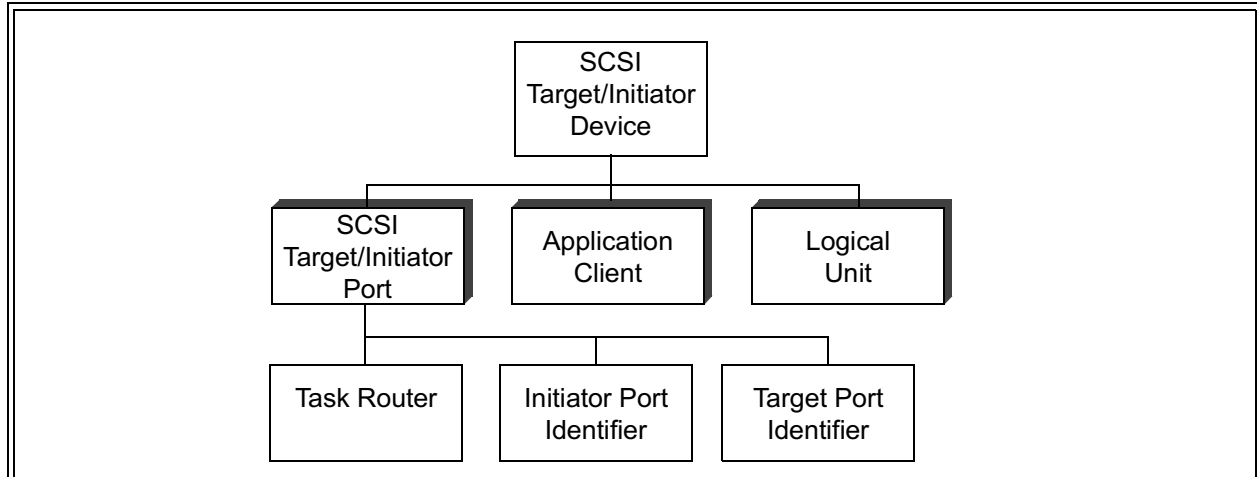 SCSI
Target/Initiator
Device
SCSI
Target/Initiator
Port
Application
Client
Logical
Unit
Task Router
Initiator Port
Identifier
Target Port
Identifier